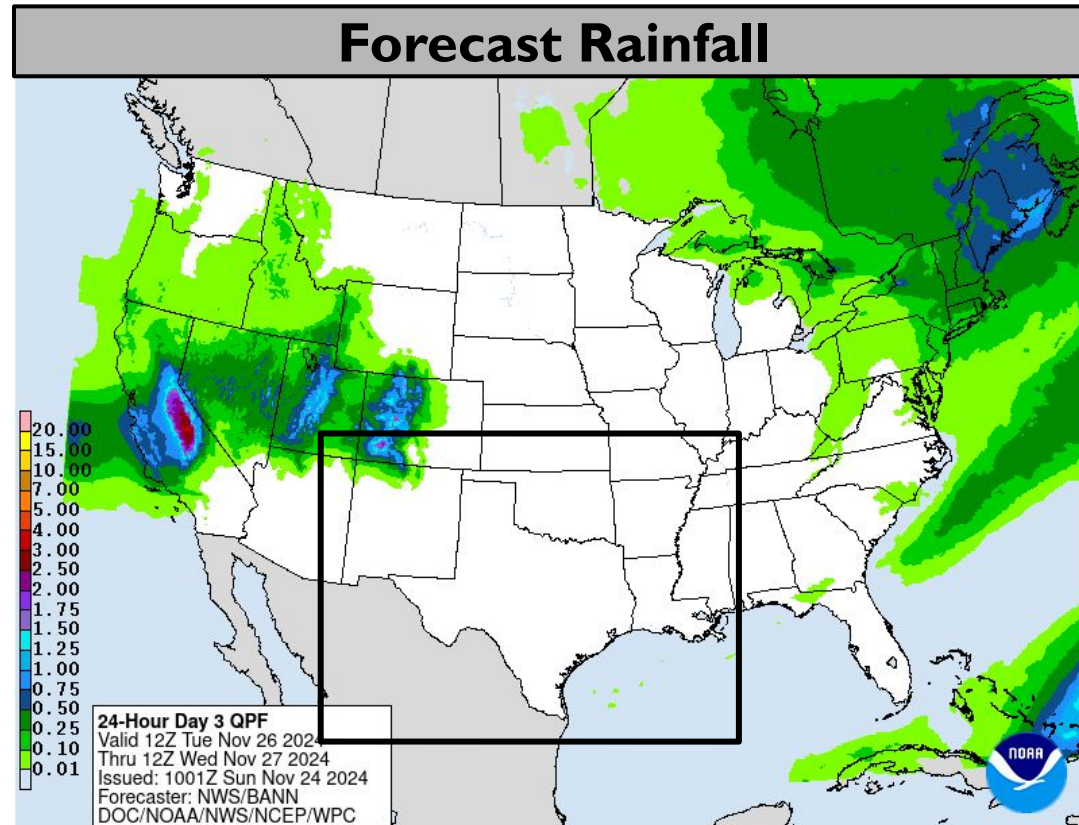 Forecast Rainfall
20.00
15.00
10.00
7.00
5.00
4.00
3.00
2.50
2.00
1.75
1.50
1.25
1.00
0.75
0.50
0.25
0.10
0.01
24-Hour Day 3 QPF
Valid 12Z Tue Nov 26 2024
Thru 12Z Wed Nov 27 2024
Issued: 1001Z Sun Nov 24 2024
Forecaster: NWS/BANN
DOC/NOAA/NWS/NCEP/WPC
NOAA